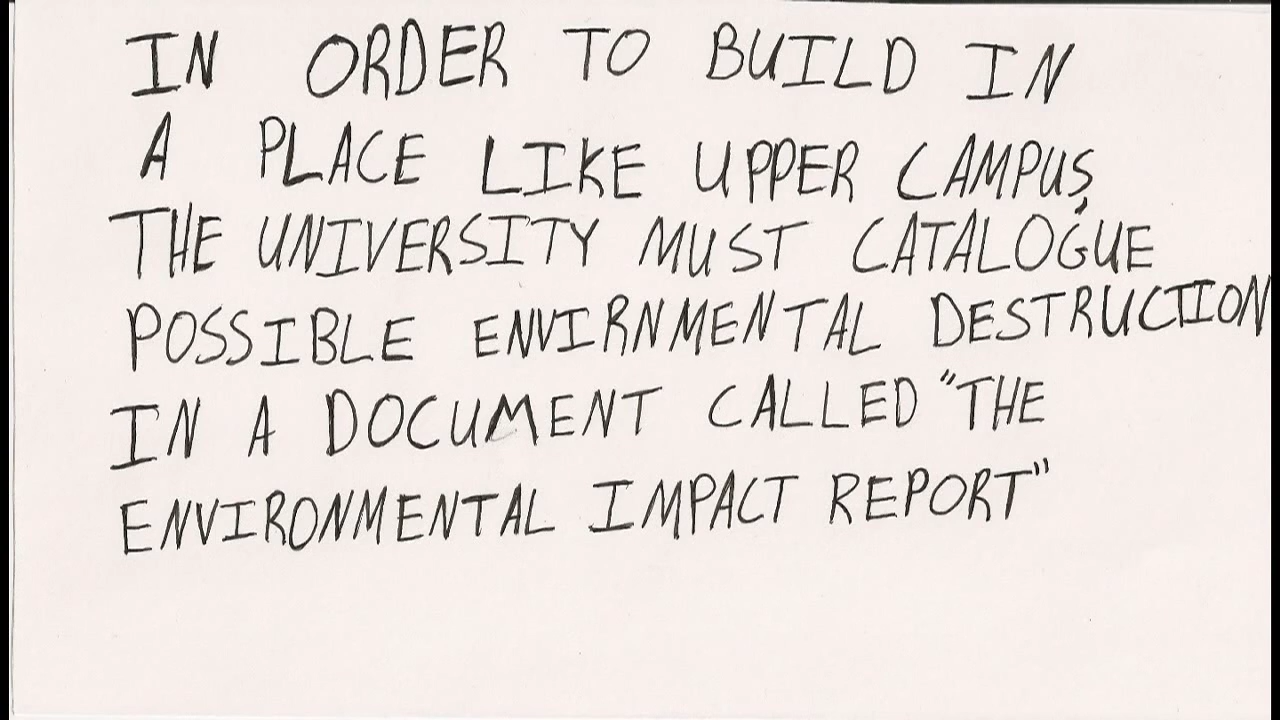 IN ORDER TO BUILD IN
A PLACE LIKE UPPER CAMPUS,
THE UNIVERSITY MUST CATALOGUE
POSSIBLE ENVIRNMENTAL DESTRUCTION
IN A DOCUMENT CALLED "THE
ENVIRONMENTAL IMPACT REPORT"